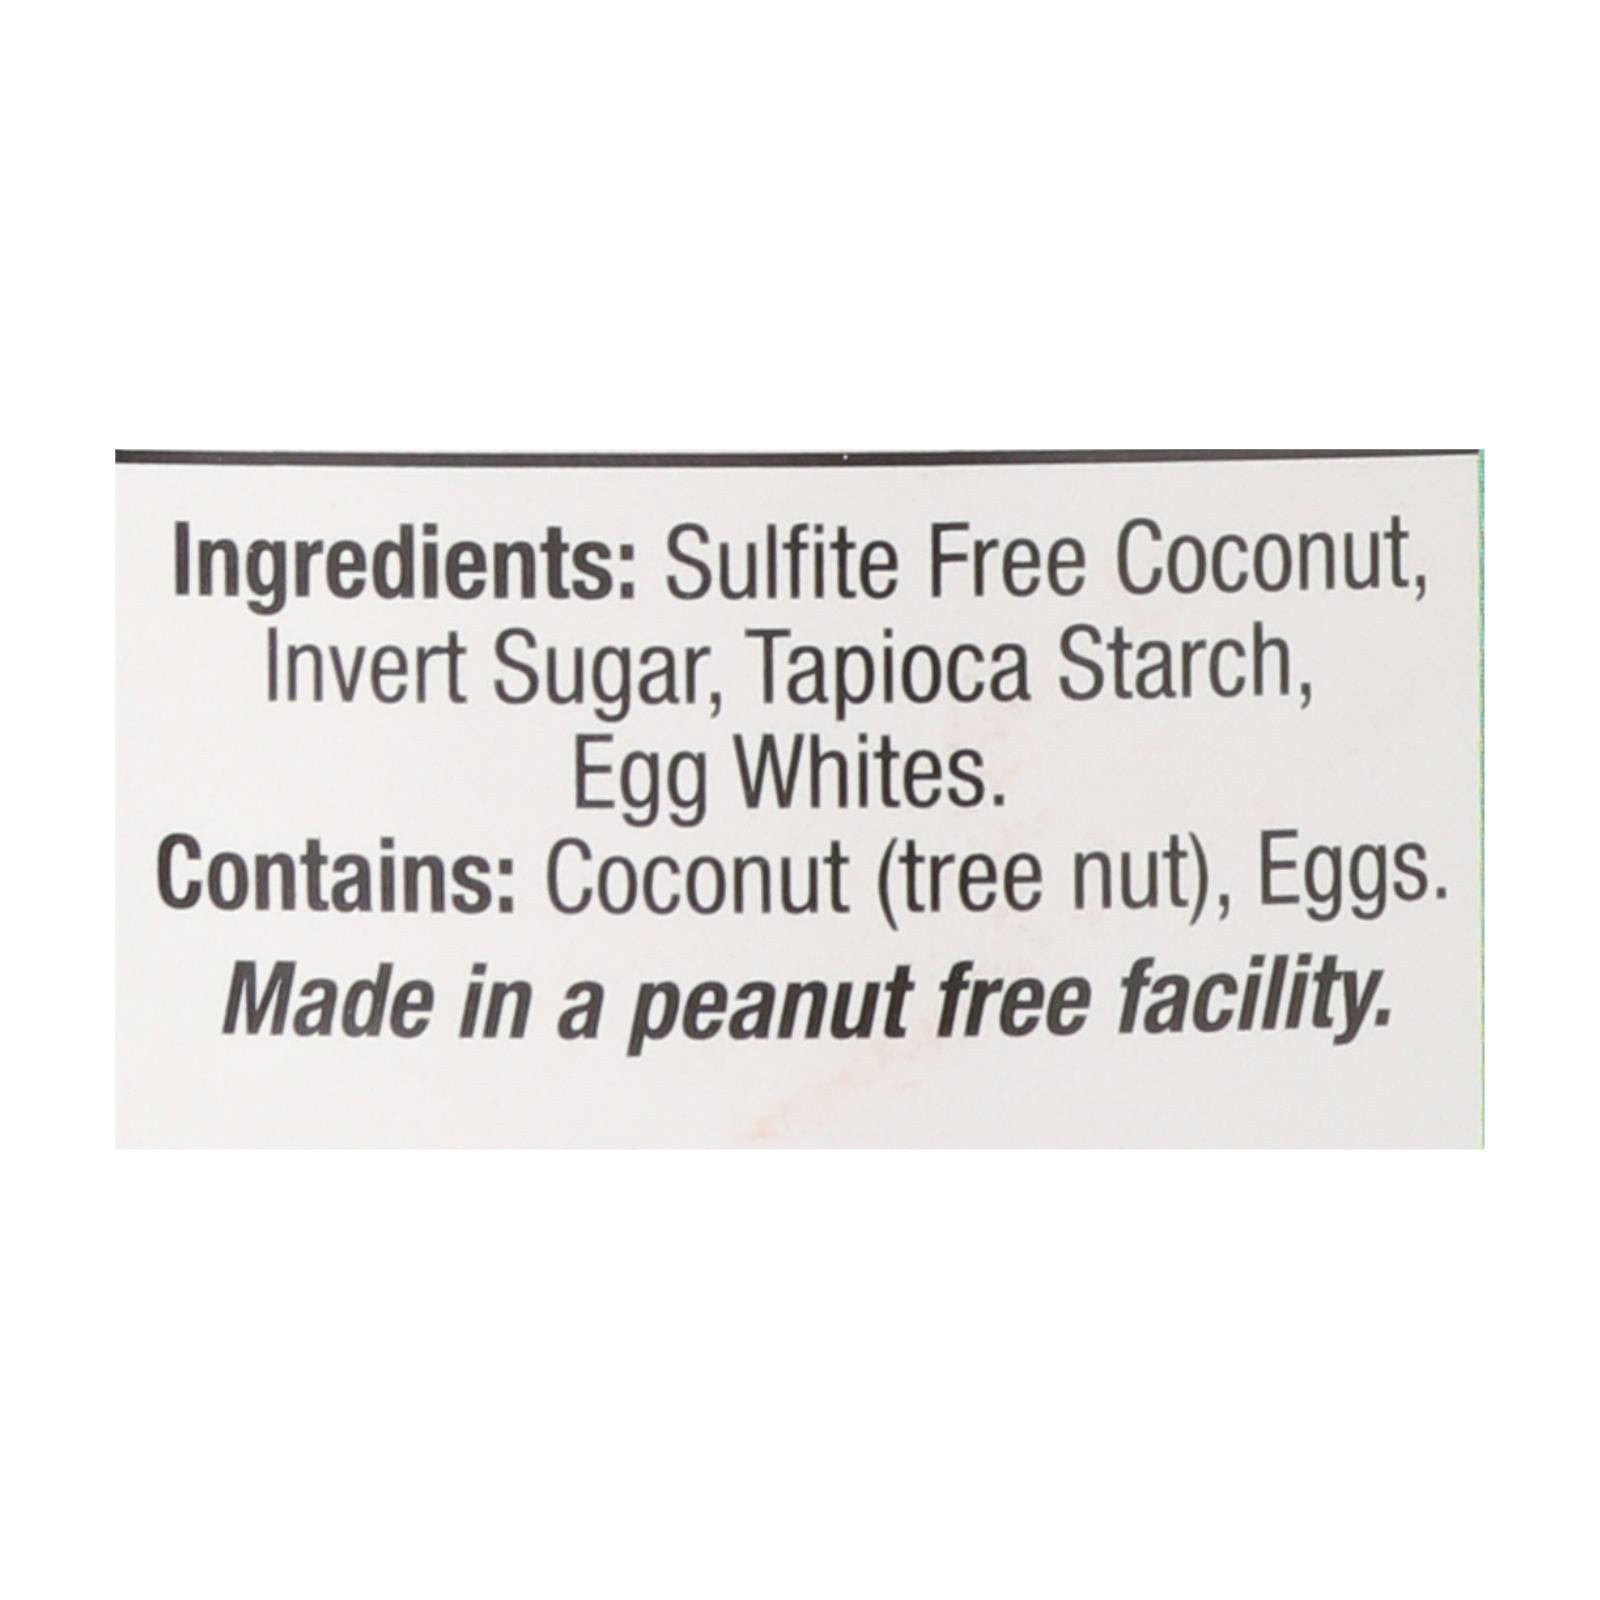 Ingredients: Sulfite Free Coconut,
Invert Sugar, Tapioca Starch,
Egg Whites.
Contains: Coconut (tree nut), Eggs.
Made in a peanut free facility.